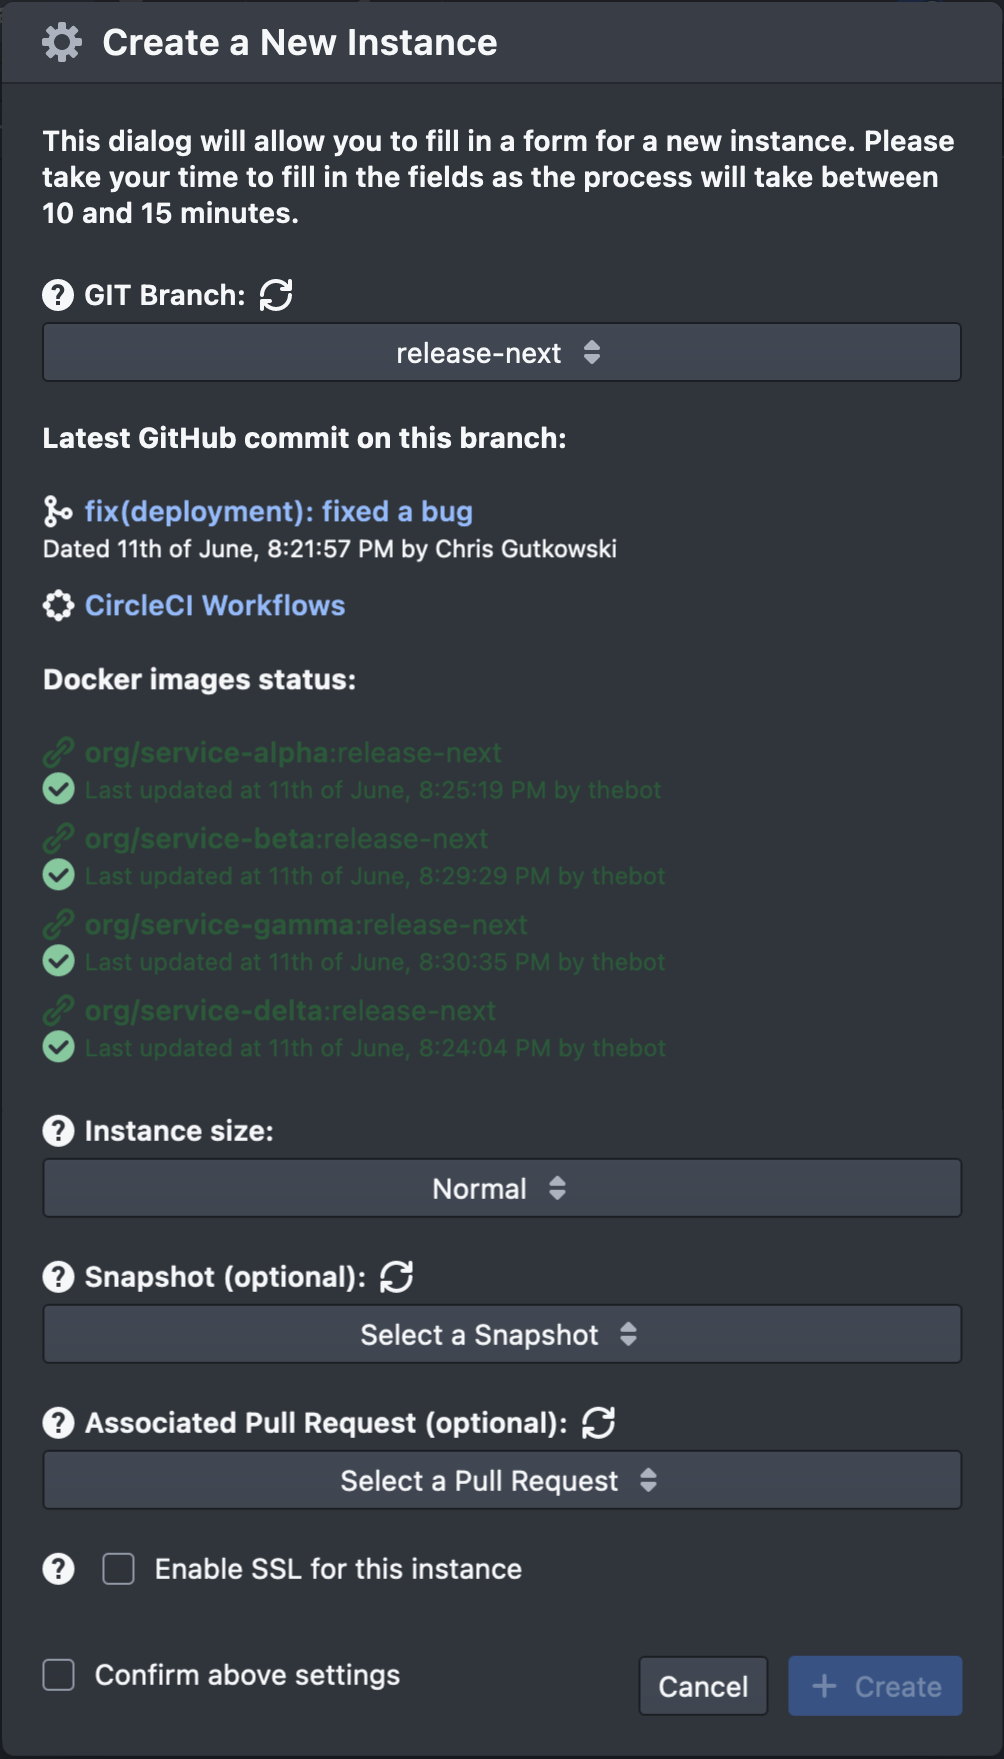 Create a New Instance
This dialog will allow you to fill in a form for a new instance. Please
take your time to fill in the fields as the process will take between
10 and 15 minutes.
GIT Branch:
release-next
Latest GitHub commit on this branch:
fix(deployment): fixed a bug
Dated 11th of June, 8:21:57 PM by Chris Gutkowski
CircleCI Workflows
Docker images status:
org/service-alpha:release-next
Last updated at 11th of June, 8:25:19 PM by thebot
org/service-beta:release-next
Last updated at 11th of June, 8:29:29 PM by thebot
org/service-gamma:release-next
Last updated at 11th of June, 8:30:35 PM by thebot
org/service-delta:release-next
Last updated at 11th of June, 8:24:04 PM by thebot
Instance size:
Normal
Snapshot (optional):
Select a Snapshot
Associated Pull Request (optional):
Select a Pull Request
Enable SSL for this instance
Confirm above settings
Cancel
+ Create